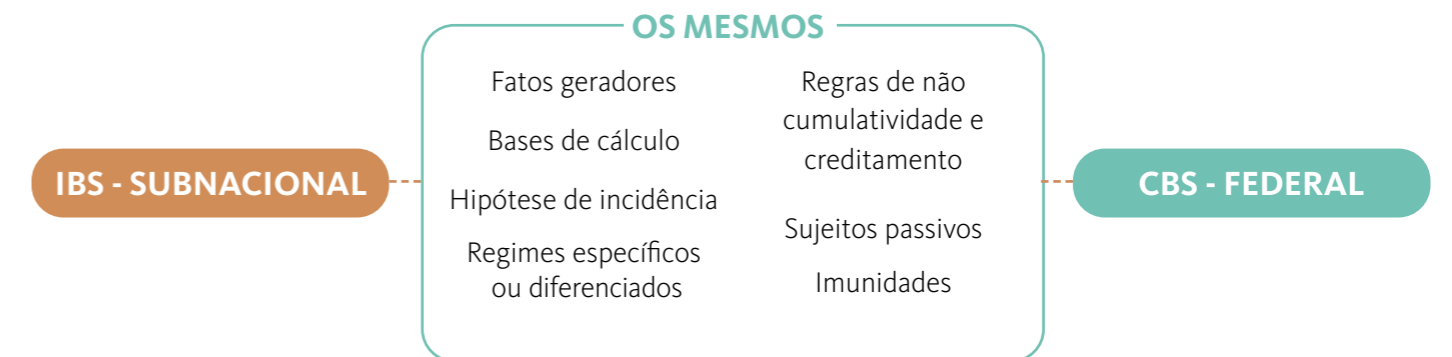 OS MESMOS
IBS - SUBNACIONAL
Fatos geradores
Bases de cálculo
Hipótese de incidência
Regimes específicos
ou diferenciados
Regras de não
cumulatividade e
creditamento
Sujeitos passivos
Imunidades
CBS - FEDERAL